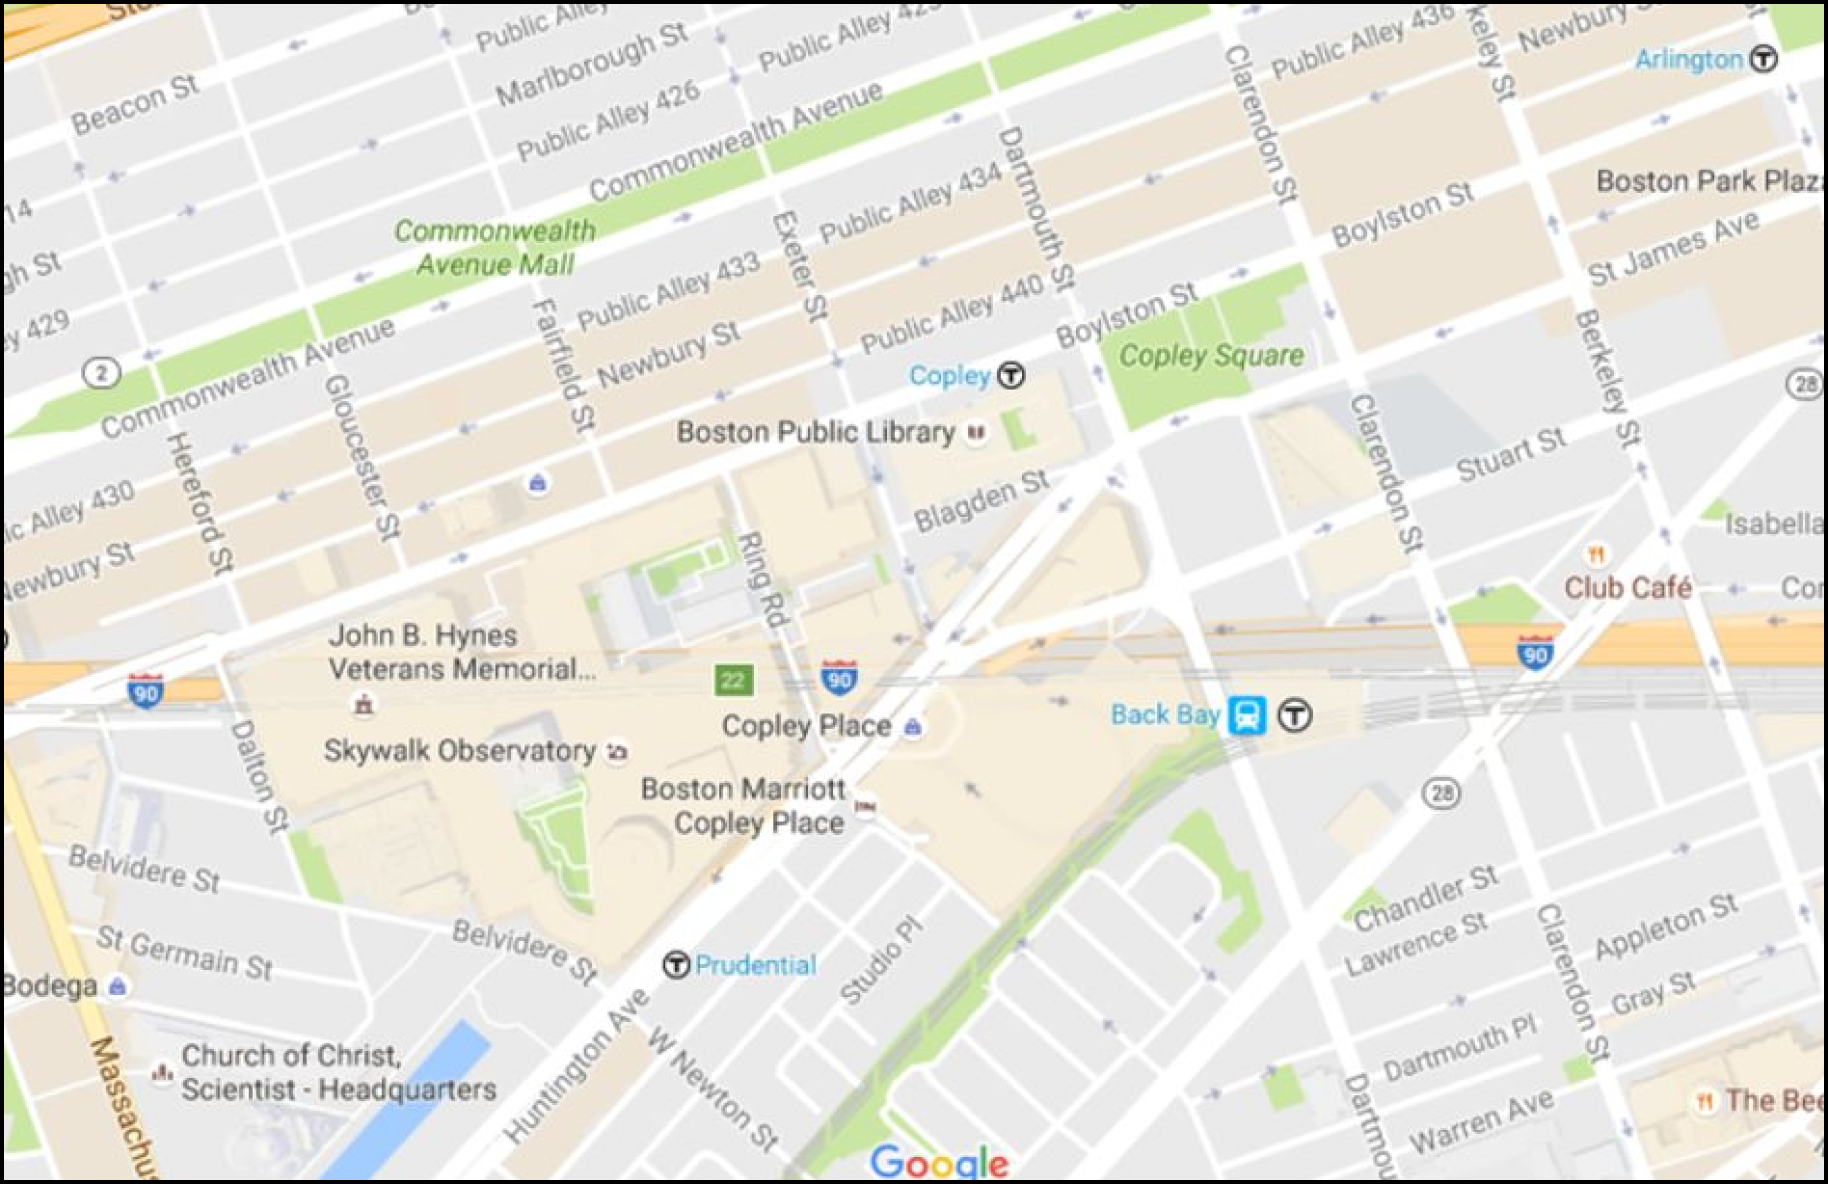 Beacon St
Public Alley
Marlborough St
Public Alley 426
Public Alley
Commonwealth Avenue
Clarendon St
Public Alley 436
Newbury
Arlington
Boston Park Plaz
Commonwealth
Avenue Mall
Dartmouth St
Public Alley 434
Exeter St
Boylston St
St James Ave
14
gh St
ey 429
2
Commonwealth Avenue
Public Alley 433
Fairfield St
Newbury St
Public Alley 440
Boylston St
Copley Square
Copley
Boston Public Library
Berkeley St
28
Gloucester St
Hereford St
Clarendon St
Stuart St
ic Alley 430
Newbury St
Blagden St
Ring Rd
Isabella
Club Café
Cor
John B. Hynes
Veterans Memorial...
22
90
90
90
Copley Place
Back Bay
Skywalk Observatory
Dalton St
Boston Marriott
Copley Place
28
Belvidere St
Belvidere St
Chandler St
Lawrence St
Appleton St
Clarendon St
Gray St
St Germain St
Bodega
Prudential
Studio Pl
Huntington Ave
W Newton St
Dartmouth Pl
Warren Ave
Dartmou
Massachus
Church of Christ,
Scientist - Headquarters
The Bee
Google